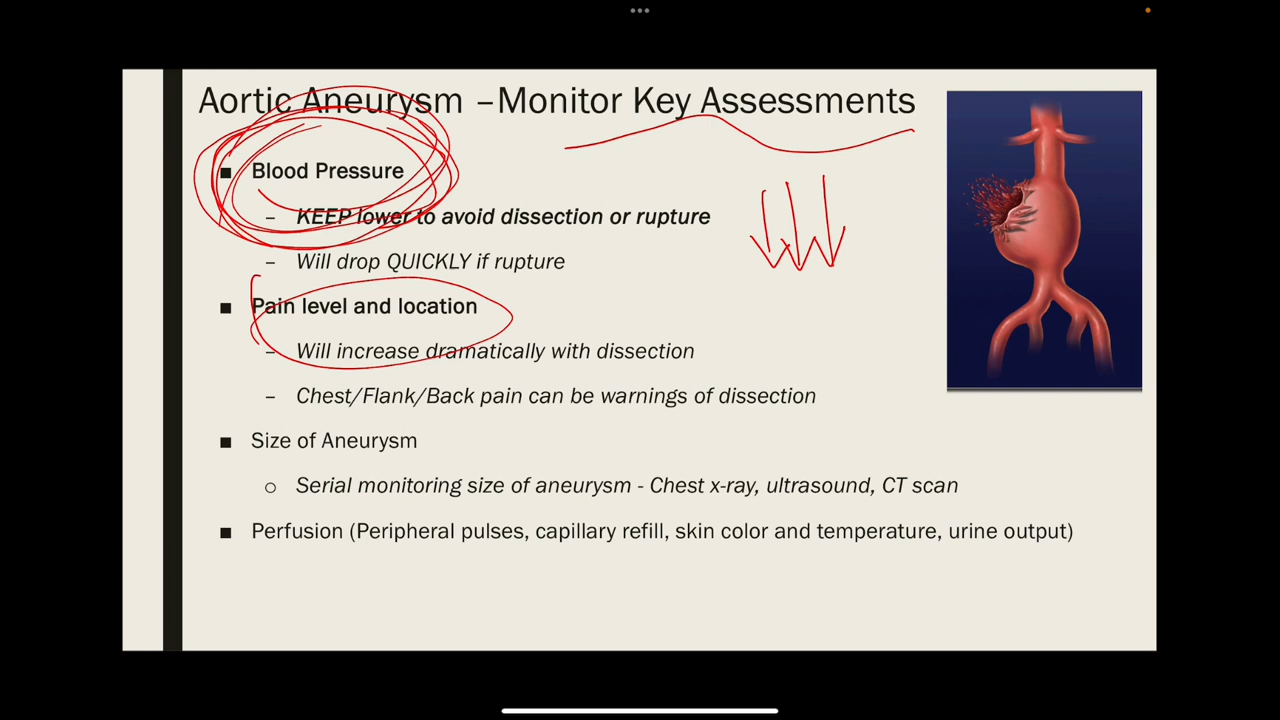 Aortic Aneurysm –Monitor Key Assessments
■ Blood Pressure
– KEEP lower to avoid dissection or rupture
– Will drop QUICKLY if rupture
■ Pain level and location
– Will increase dramatically with dissection
– Chest/Flank/Back pain can be warnings of dissection
■ Size of Aneurysm
○ Serial monitoring size of aneurysm - Chest x-ray, ultrasound, CT scan
■ Perfusion (Peripheral pulses, capillary refill, skin color and temperature, urine output)